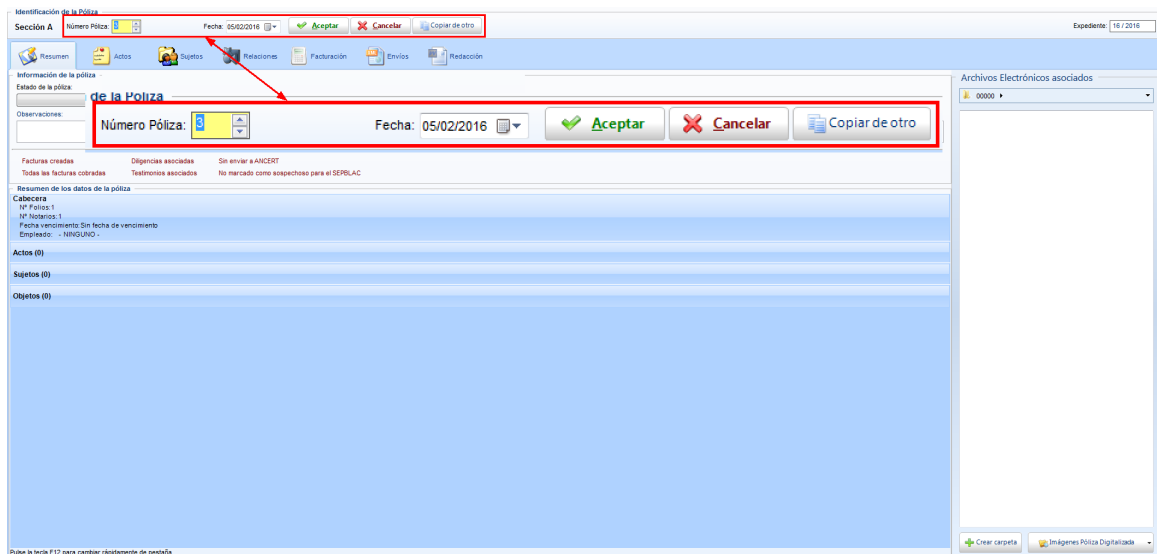 Identificación de la Póliza
Sección A Número Póliza: 3 Fecha: 05/02/2016 Aceptar Cancelar Copiar de otro Expediente: 16 / 2016
Resumen Actos Sujetos Relaciones Facturación Envíos Redacción
Información de la póliza
Estado de la póliza:
Observaciones:
de la Póliza
Número Póliza: 3 Fecha: 05/02/2016 Aceptar Cancelar Copiar de otro
Facturas creadas Diligencias asociadas Sin enviar a ANCERT
Todas las facturas cobradas Testimonios asociados No marcado como sospechoso para el SEPBLAC
Resumen de los datos de la póliza
Cabecera
Nº Folios:1
Nº Notarios:1
Fecha vencimiento:Sin fecha de vencimiento
Empleado: - NINGUNO -
Actos (0)
Sujetos (0)
Objetos (0)
Pulse la tecla F12 para cambiar rápidamente de pestaña
Archivos Electrónicos asociados
00000
Crear carpeta Imágenes Póliza Digitalizada